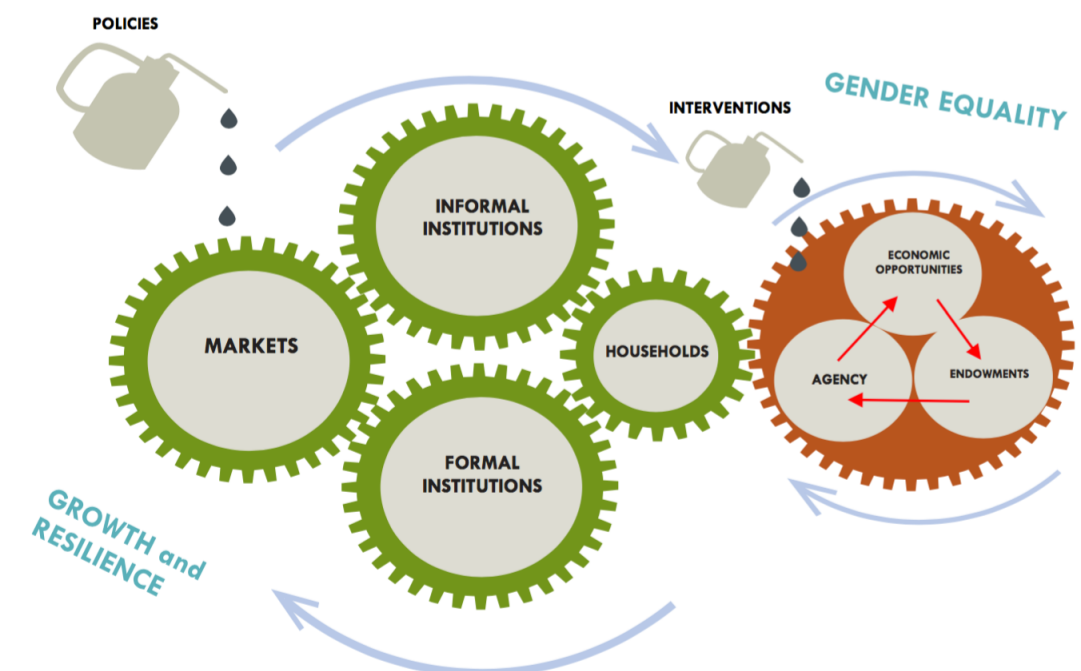 POLICIES
INTERVENTIONS
GENDER EQUALITY
INFORMAL
INSTITUTIONS
ECONOMIC
OPPORTUNITIES
MARKETS
HOUSEHOLDS
AGENCY
ENDOWMENTS
FORMAL
INSTITUTIONS
GROWTH and
RESILIENCE